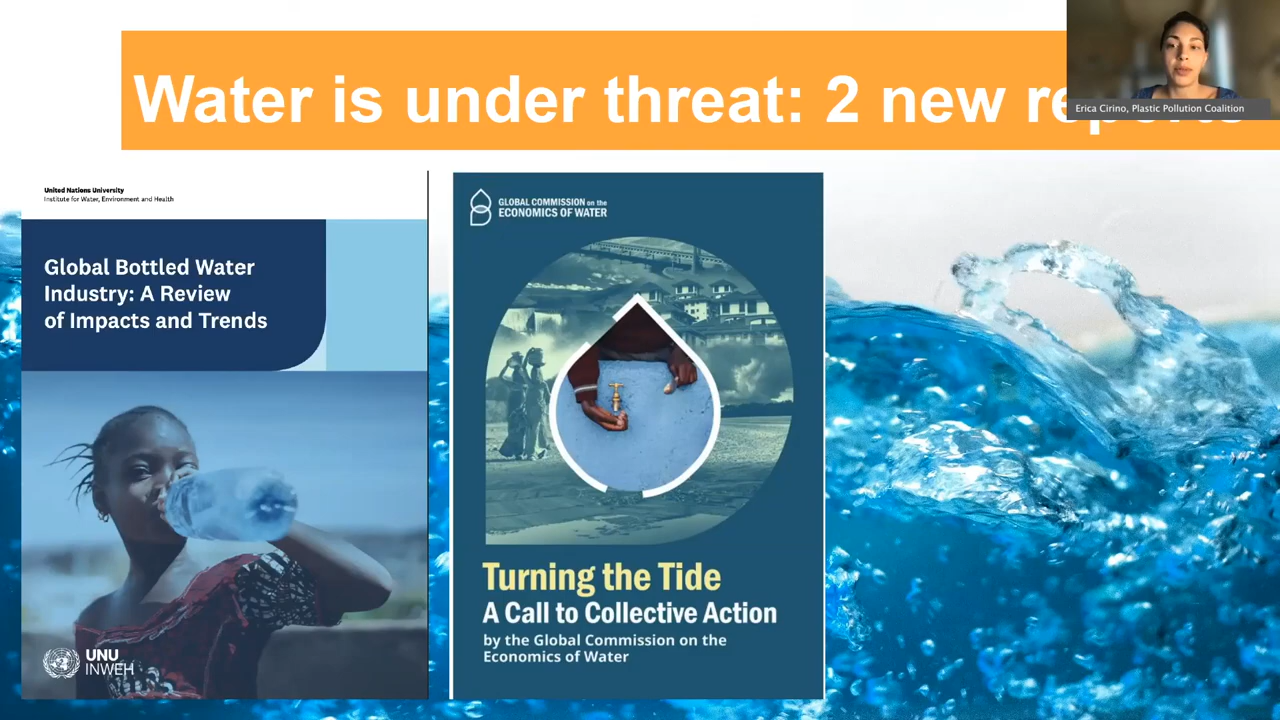 Water is under threat: 2 new reports
Erica Cirino, Plastic Pollution Coalition
United Nations University
Institute for Water, Environment and Health
Global Bottled Water
Industry: A Review
of Impacts and Trends
UNU
INWEH
GLOBAL COMMISSION on the
ECONOMICS OF WATER
Turning the Tide
A Call to Collective Action
by the Global Commission on the
Economics of Water